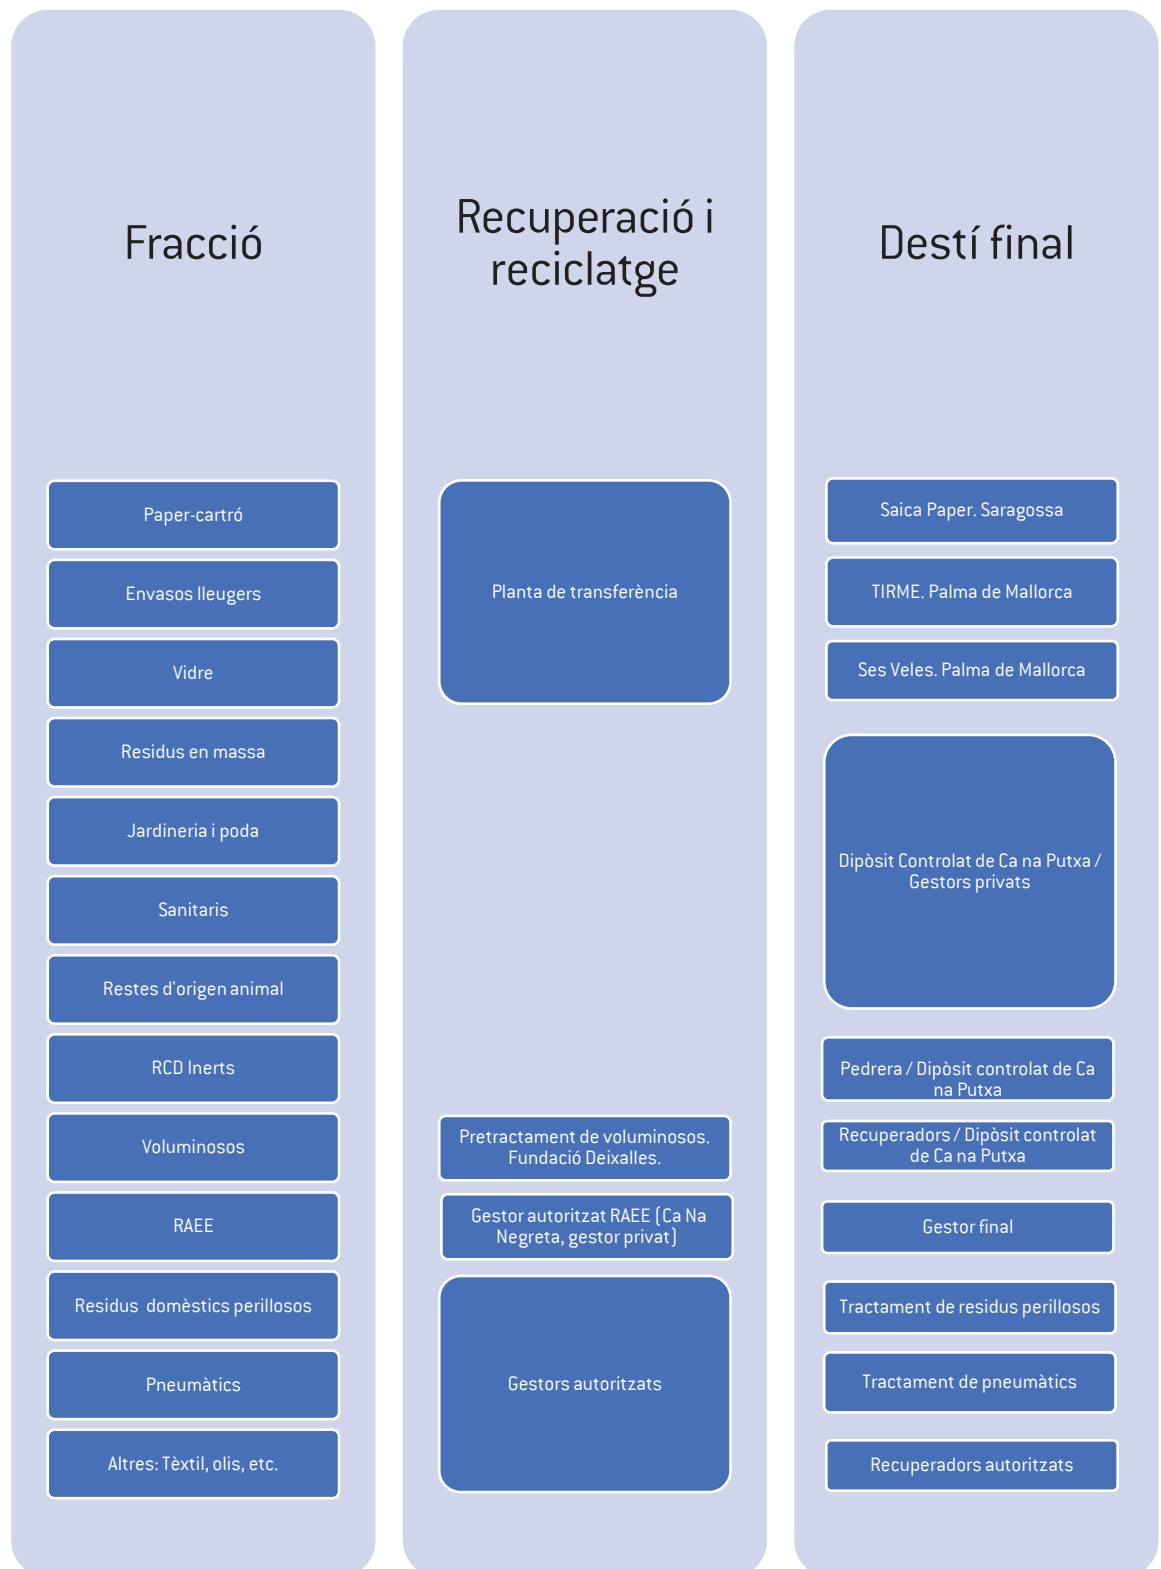 Fracció
Paper-cartró
Envasos lleugers
Vidre
Residus en massa
Jardineria i poda
Sanitaris
Restes d'origen animal
RCD Inerts
Voluminosos
RAEE
Residus  domèstics perillosos
Pneumàtics
Altres: Tèxtil, olis, etc.
Recuperació i
reciclatge
Planta de transferència
Pretractament de voluminosos.
Fundació Deixalles.
Gestor autoritzat RAEE (Ca Na
Negreta, gestor privat)
Gestors autoritzats
Destí final
Saica Paper. Saragossa
TIRME. Palma de Mallorca
Ses Veles. Palma de Mallorca
Dipòsit Controlat de Ca na Putxa /
Gestors privats
Pedrera / Dipòsit controlat de Ca
na Putxa
Recuperadors / Dipòsit controlat
de Ca na Putxa
Gestor final
Tractament de residus perillosos
Tractament de pneumàtics
Recuperadors autoritzats